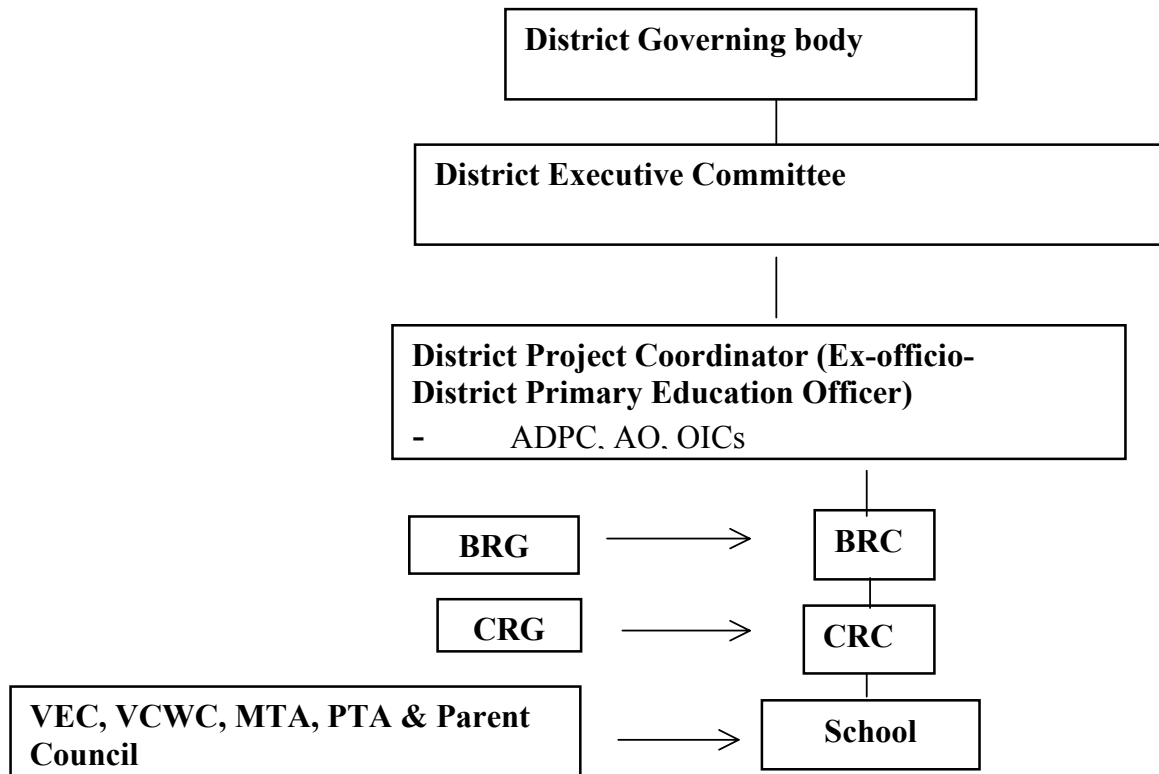 District Governing body
District Executive Committee
District Project Coordinator (Ex-officio-
District Primary Education Officer)
- ADPC, AO, OICs
BRG
BRC
CRG
CRC
VEC, VCWC, MTA, PTA & Parent
Council
School